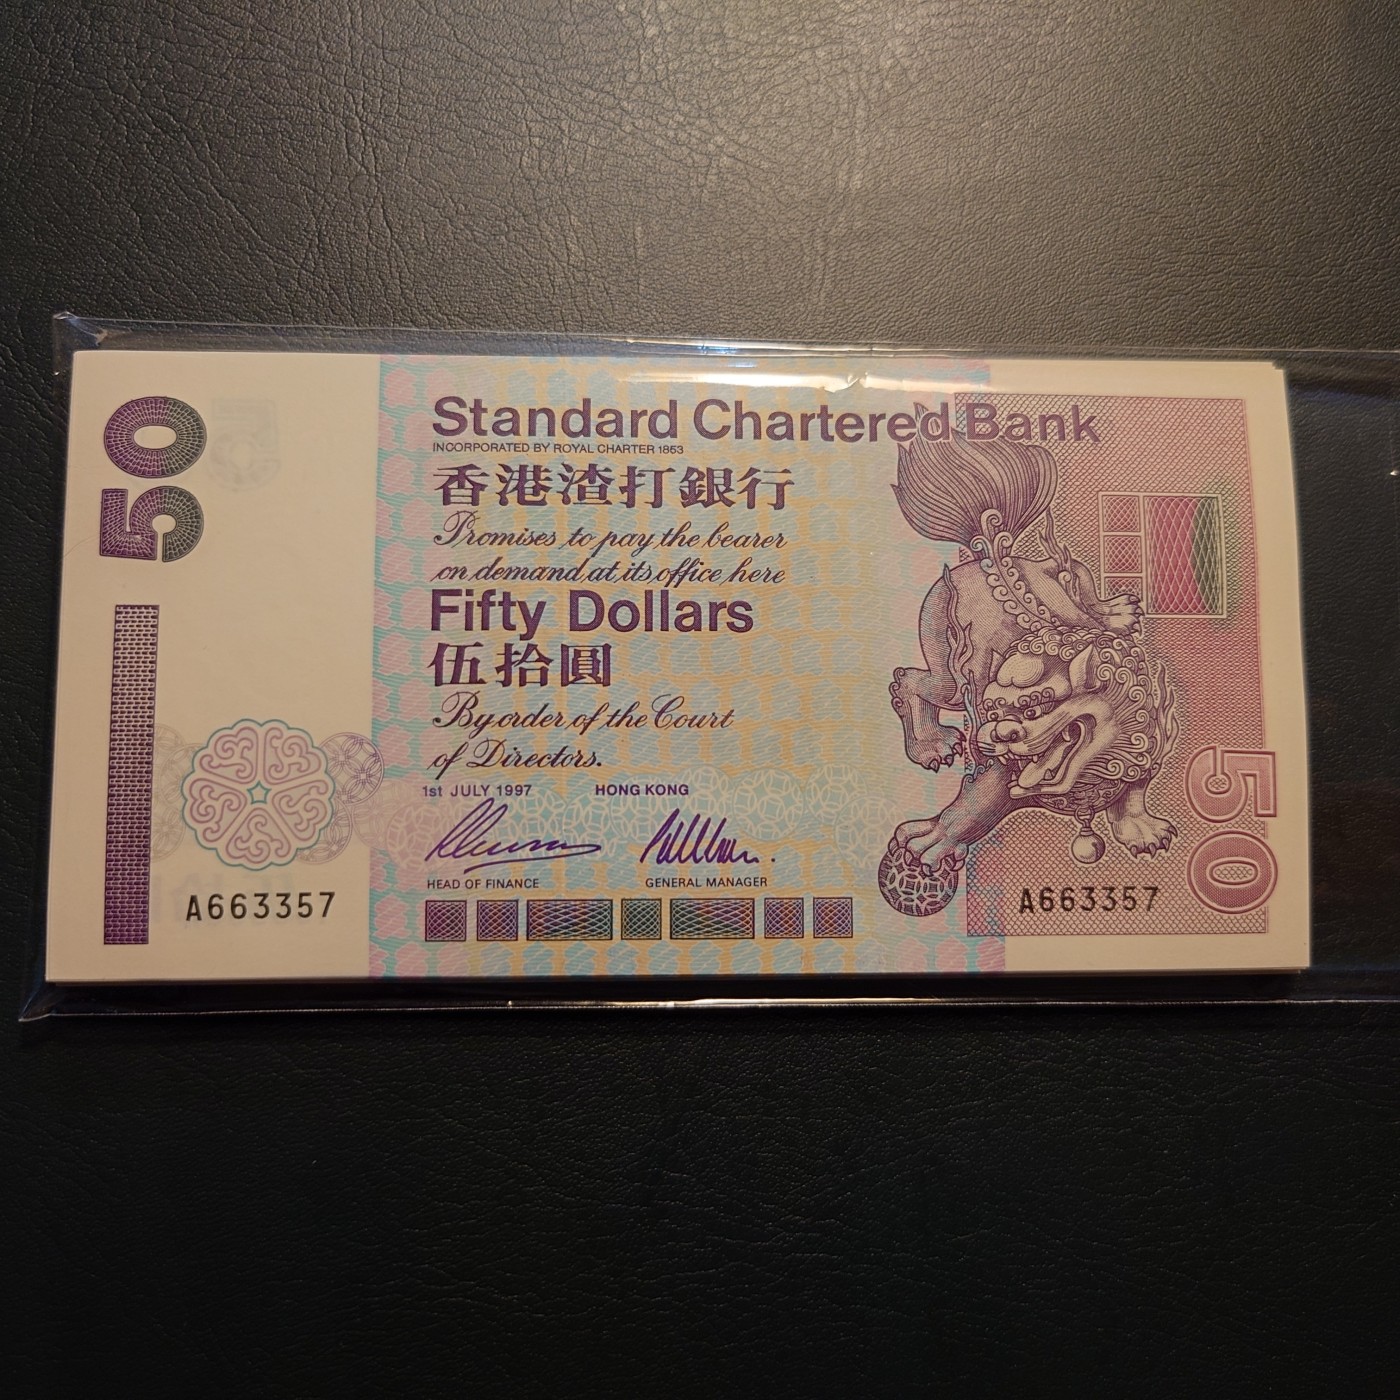 50
Standard Chartered Bank
INCORPORATED BY ROYAL CHARTER 1853
香港渣打銀行
Promises to pay the bearer
on demand at its office here
Fifty Dollars
伍拾圓
By order of the Court
of Directors.
1st JULY 1997 HONG KONG
HEAD OF FINANCE GENERAL MANAGER
A663357 A663357
50